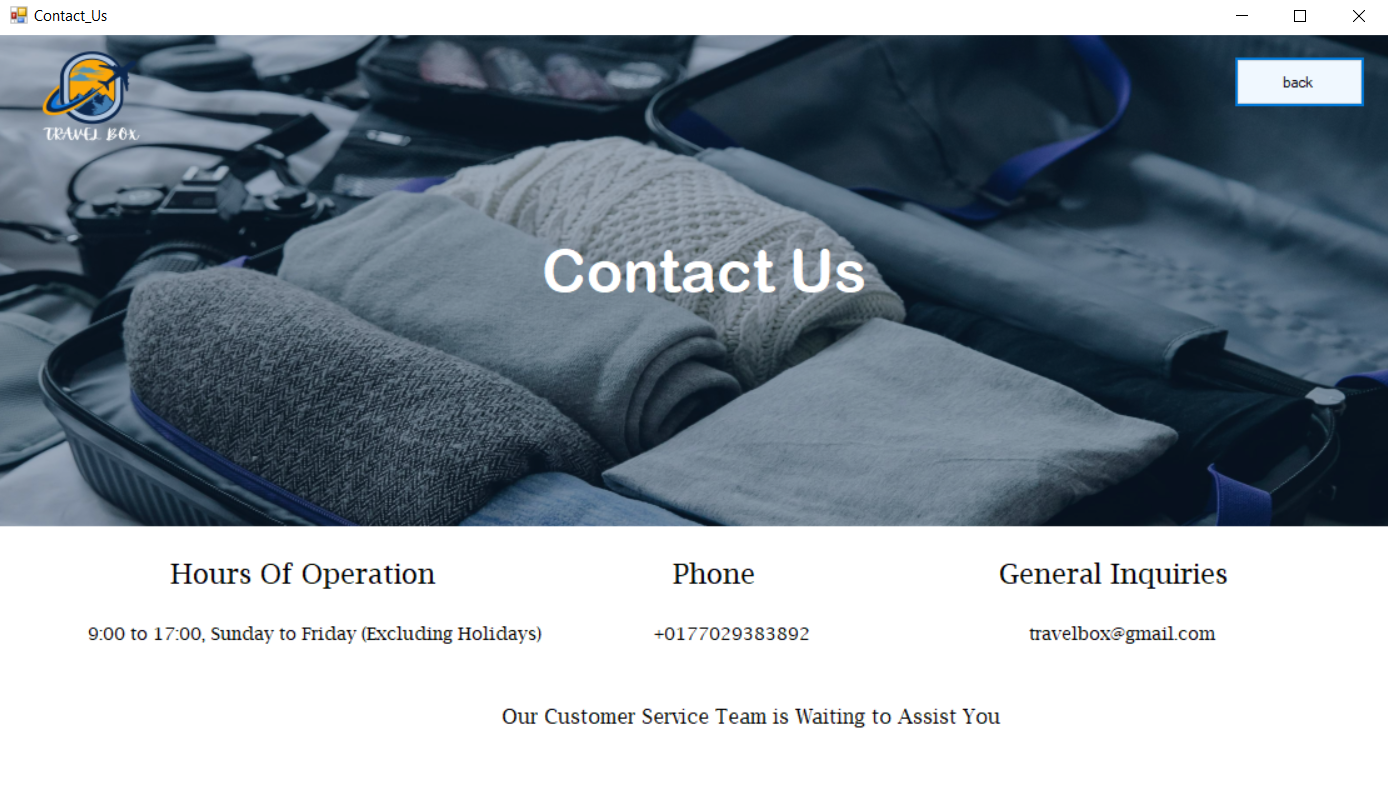 Contact_Us
back
TRAVEL BOX
Contact Us
Hours Of Operation
Phone
General Inquiries
9:00 to 17:00, Sunday to Friday (Excluding Holidays)
+0177029383892
travelbox@gmail.com
Our Customer Service Team is Waiting to Assist You